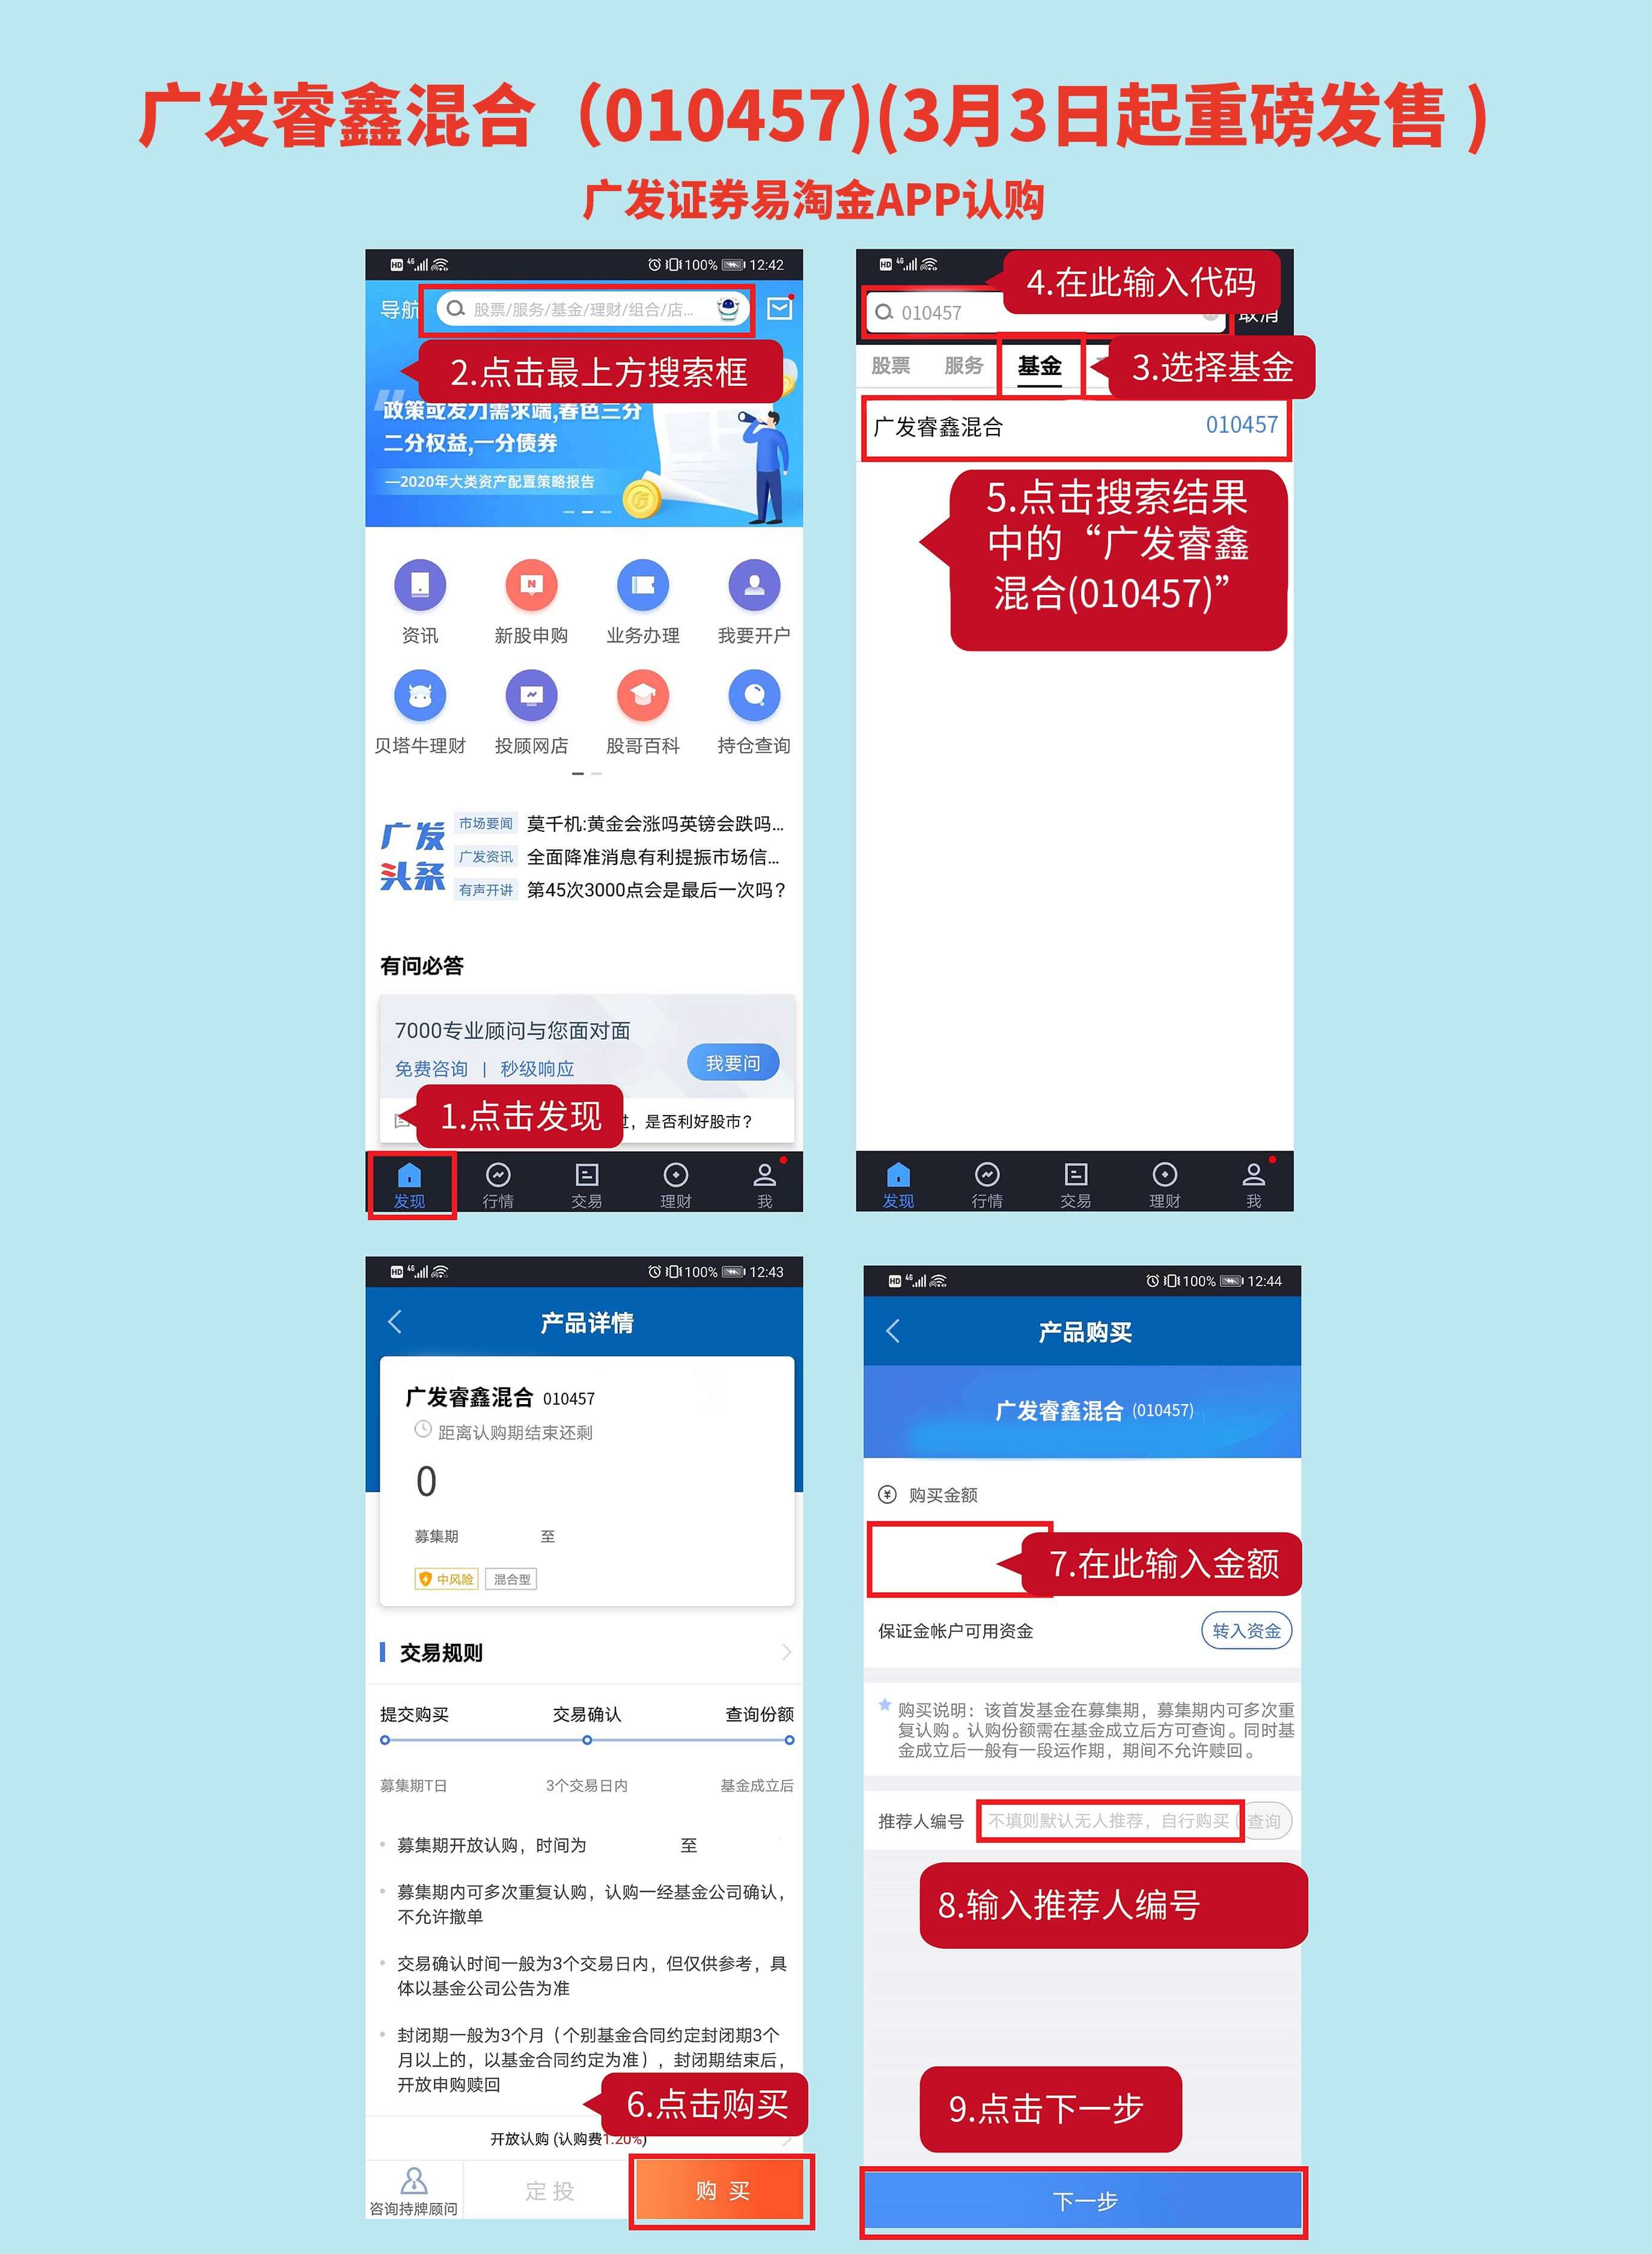 广发睿鑫混合（010457)(3月3日起重磅发售 )
广发证券易淘金APP认购
HD 4G 100% 12:42
导航
股票/服务/基金/理财/组合/店...
2.点击最上方搜索框
政策或发力需求端,春色三分
二分权益,一分债券
—2020年大类资产配置策略报告
资讯 新股申购 业务办理 我要开户
贝塔牛理财 投顾网店 股哥百科 持仓查询
广发头条
市场要闻 莫千机:黄金会涨吗英镑会跌吗...
广发资讯 全面降准消息有利提振市场信...
有声开讲 第45次3000点会是最后一次吗?
有问必答
7000专业顾问与您面对面
免费咨询 | 秒级响应
我要问
1.点击发现
过，是否利好股市?
发现 行情 交易 理财 我
HD 4G
4.在此输入代码
010457
取消
股票 服务 基金
3.选择基金
广发睿鑫混合 010457
5.点击搜索结果
中的“广发睿鑫
混合(010457)”
发现 行情 交易 理财 我
HD 4G 100% 12:43
产品详情
广发睿鑫混合 010457
距离认购期结束还剩
0
募集期 至
中风险 混合型
交易规则
提交购买 交易确认 查询份额
募集期T日 3个交易日内 基金成立后
募集期开放认购，时间为 至
募集期内可多次重复认购，认购一经基金公司确认，
不允许撤单
交易确认时间一般为3个交易日内，但仅供参考，具
体以基金公司公告为准
封闭期一般为3个月（个别基金合同约定封闭期3个
月以上的，以基金合同约定为准），封闭期结束后，
开放申购赎回
6.点击购买
开放认购 (认购费1.20%)
咨询持牌顾问 定投 购 买
HD 4G 100% 12:44
产品购买
广发睿鑫混合 (010457)
¥ 购买金额
7.在此输入金额
保证金帐户可用资金 转入资金
购买说明：该首发基金在募集期，募集期内可多次重
复认购。认购份额需在基金成立后方可查询。同时基
金成立后一般有一段运作期，期间不允许赎回。
推荐人编号 不填则默认无人推荐，自行购买 查询
8.输入推荐人编号
9.点击下一步
下一步